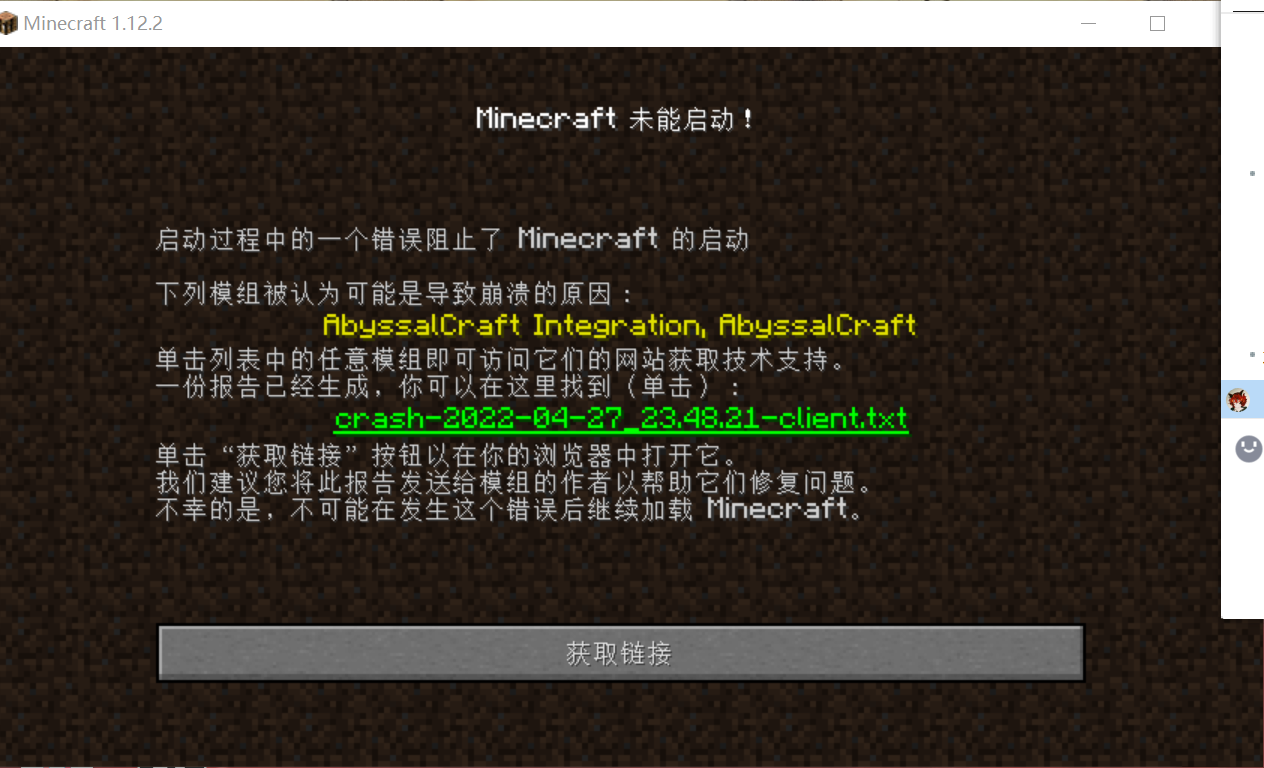 Minecraft 1.12.2
Minecraft 未能启动！
启动过程中的一个错误阻止了 Minecraft 的启动
下列模组被认为可能是导致崩溃的原因：
AbyssalCraft Integration, AbyssalCraft
单击列表中的任意模组即可访问它们的网站获取技术支持。
一份报告已经生成，你可以在这里找到（单击）：
crash-2022-04-27_23.48.21-client.txt
单击“获取链接”按钮以在你的浏览器中打开它。
我们建议您将此报告发送给模组的作者以帮助它们修复问题。
不幸的是，不可能在发生这个错误后继续加载 Minecraft。
获取链接